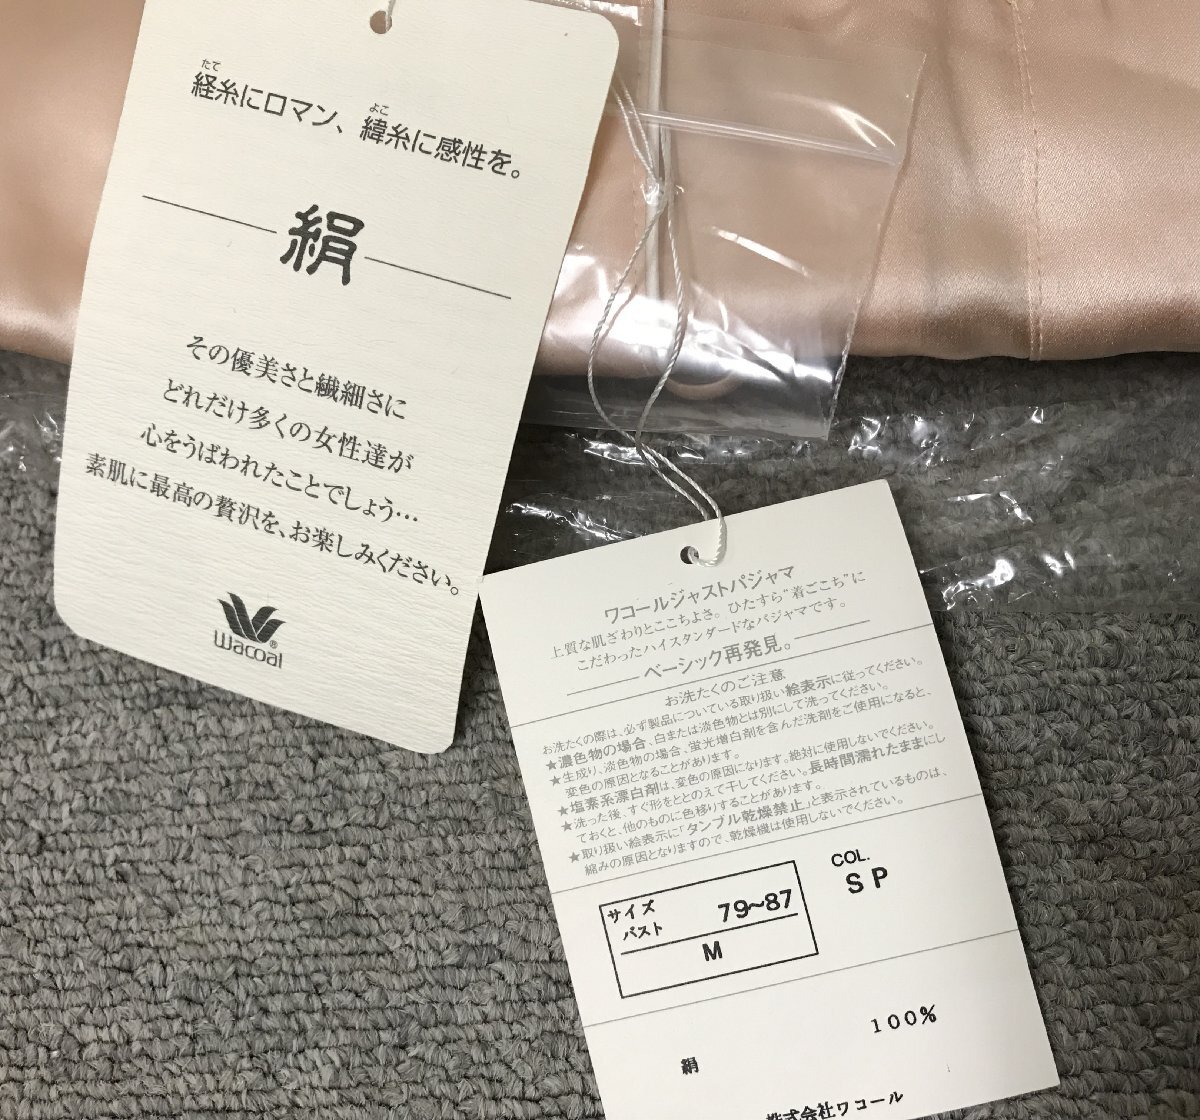 たて
経糸にロマン、
よこ
緯糸に感性を。
絹
その優美さと繊細さに
どれだけ多くの女性達が
心をうばわれたことでしょう…
素肌に最高の贅沢を、お楽しみください。
Wacoal
ワコールジャストパジャマ
上質な肌ざわりとここちよさ。ひたすら“着ごこち”に
こだわったハイスタンダードなパジャマです。
ベーシック再発見。
お洗たくのご注意
お洗たくの際は、必ず製品についている取り扱い絵表示に従ってください。
★濃色物の場合、白または淡色物とは別にして洗ってください。
★生成り、淡色物の場合、蛍光増白剤を含んだ洗剤をご使用になると、
変色の原因となることがあります。
★塩素系漂白剤は、変色の原因になります。絶対に使用しないでください。
★洗った後、すぐ形をととのえて干してください。長時間濡れたままにし
ておくと、他のものに色移りすることがあります。
★取り扱い絵表示に「タンブル乾燥禁止」と表示されているものは、
縮みの原因となりますので、乾燥機は使用しないでください。
サイズ
バスト 79~87
M
COL.
SP
100%
絹
株式会社ワコール